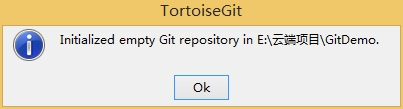 TortoiseGit
Initialized empty Git repository in E:\云端项目\GitDemo.
Ok